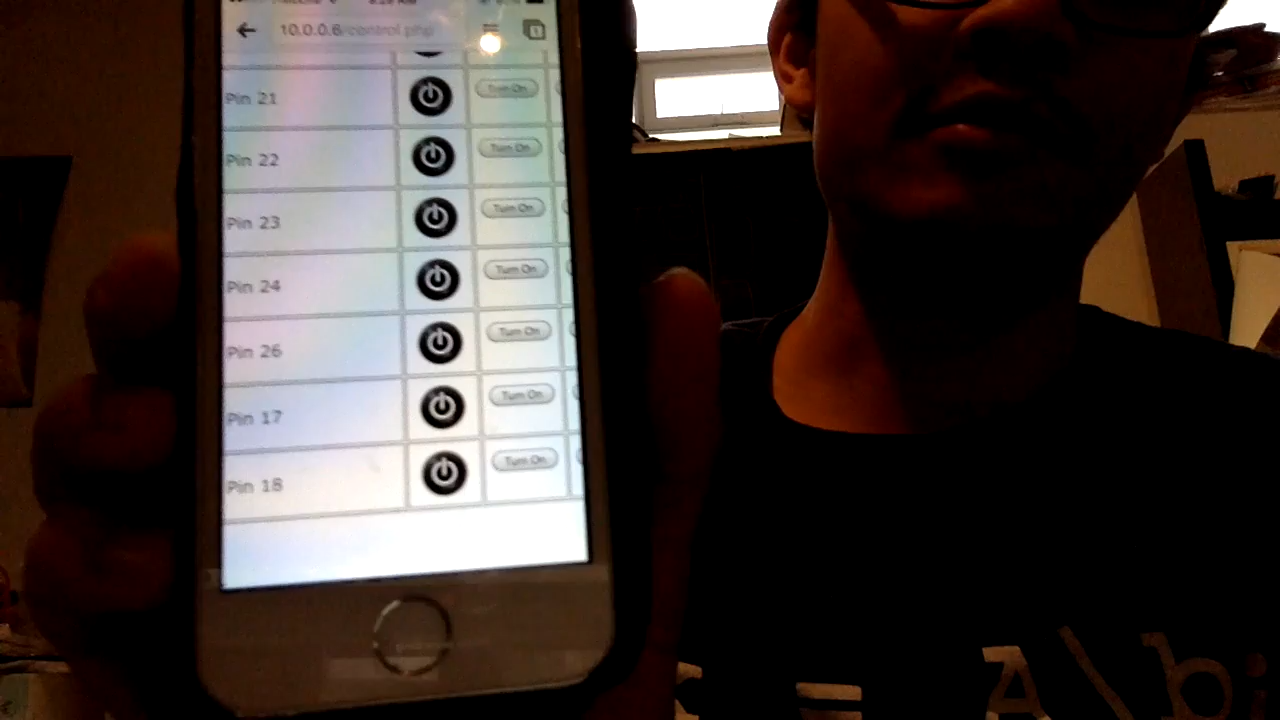 10.0.0.6/control.php
Pin 21 Turn On
Pin 22 Turn On
Pin 23 Turn On
Pin 24 Turn On
Pin 26 Turn On
Pin 17 Turn On
Pin 18 Turn On